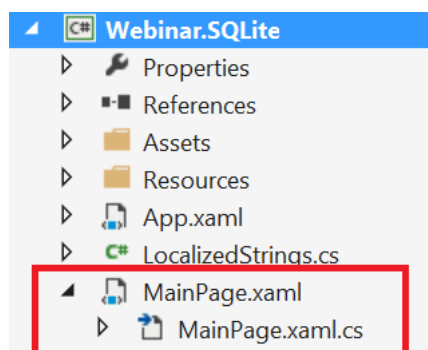 C# Webinar.SQLite
Properties
References
Assets
Resources
App.xaml
C# LocalizedStrings.cs
MainPage.xaml
MainPage.xaml.cs